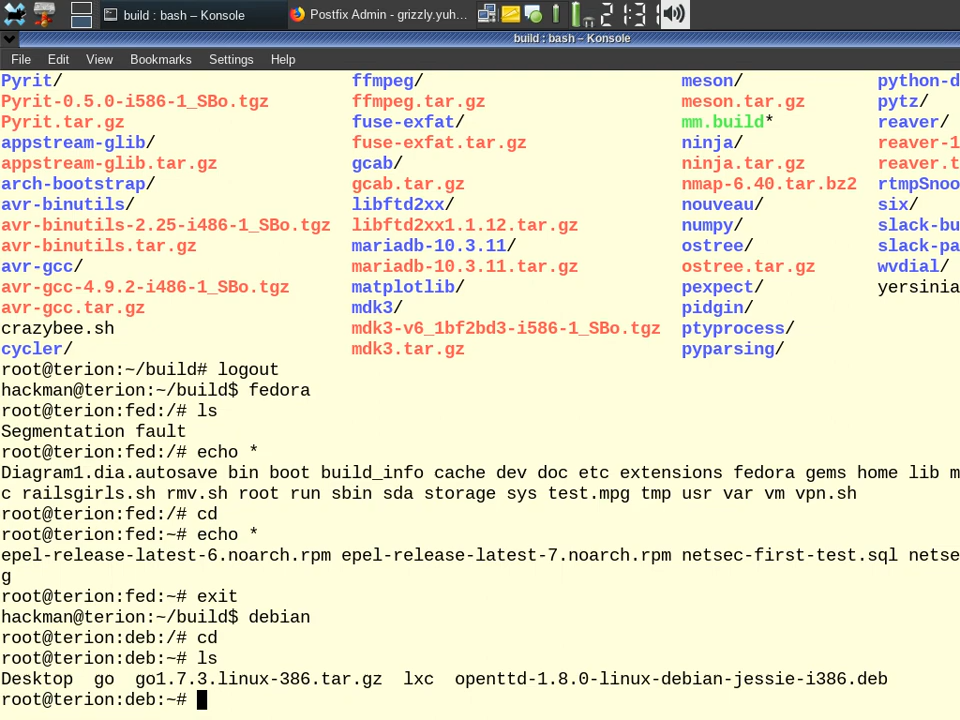 build : bash – Konsole
Postfix Admin - grizzly.yuh...
21:31
build : bash – Konsole
File Edit View Bookmarks Settings Help
Pyrit/ ffmpeg/ meson/ python-d
Pyrit-0.5.0-i586-1_SBo.tgz ffmpeg.tar.gz meson.tar.gz pytz/
Pyrit.tar.gz fuse-exfat/ mm.build* reaver/
appstream-glib/ fuse-exfat.tar.gz ninja/ reaver-1
appstream-glib.tar.gz gcab/ ninja.tar.gz reaver.t
arch-bootstrap/ gcab.tar.gz nmap-6.40.tar.bz2 rtmpSnoo
avr-binutils/ libftd2xx/ nouveau/ six/
avr-binutils-2.25-i486-1_SBo.tgz libftd2xx1.1.12.tar.gz numpy/ slack-bu
avr-binutils.tar.gz mariadb-10.3.11/ ostree/ slack-pa
avr-gcc/ mariadb-10.3.11.tar.gz ostree.tar.gz wvdial/
avr-gcc-4.9.2-i486-1_SBo.tgz matplotlib/ pexpect/ yersinia
avr-gcc.tar.gz mdk3/ pidgin/
crazybee.sh mdk3-v6_1bf2bd3-i586-1_SBo.tgz ptyprocess/
cycler/ mdk3.tar.gz pyparsing/
root@terion:~/build# logout
hackman@terion:~/build$ fedora
root@terion:fed:/# ls
Segmentation fault
root@terion:fed:/# echo *
Diagram1.dia.autosave bin boot build_info cache dev doc etc extensions fedora gems home lib m
c railsgirls.sh rmv.sh root run sbin sda storage sys test.mpg tmp usr var vm vpn.sh
root@terion:fed:/# cd
root@terion:fed:~# echo *
epel-release-latest-6.noarch.rpm epel-release-latest-7.noarch.rpm netsec-first-test.sql netse
g
root@terion:fed:~# exit
hackman@terion:~/build$ debian
root@terion:deb:/# cd
root@terion:deb:~# ls
Desktop go go1.7.3.linux-386.tar.gz lxc openttd-1.8.0-linux-debian-jessie-i386.deb
root@terion:deb:~#